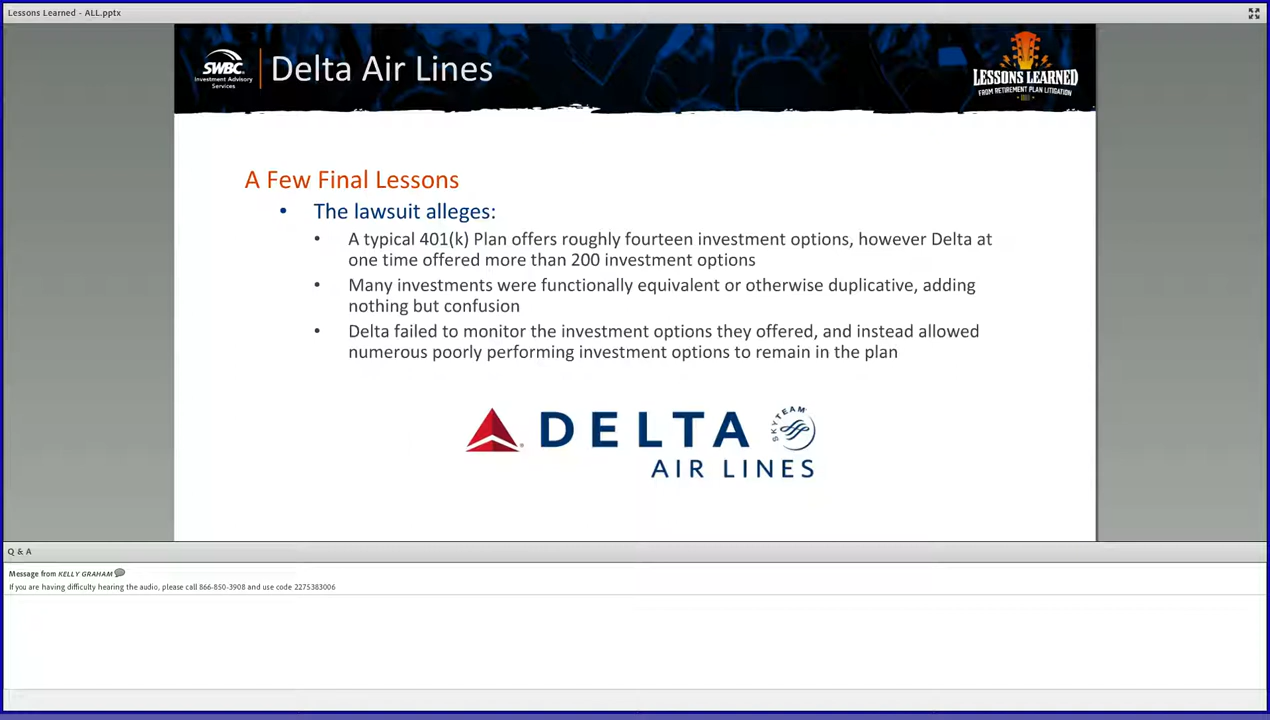 Lessons Learned - ALL.pptx
SWBC
Investment Advisory
Services
Delta Air Lines
LESSONS LEARNED
FROM RETIREMENT PLAN LITIGATION
A Few Final Lessons
• The lawsuit alleges:
• A typical 401(k) Plan offers roughly fourteen investment options, however Delta at
one time offered more than 200 investment options
• Many investments were functionally equivalent or otherwise duplicative, adding
nothing but confusion
• Delta failed to monitor the investment options they offered, and instead allowed
numerous poorly performing investment options to remain in the plan
DELTA
SKYTEAM
AIR LINES
Q & A
Message from KELLY GRAHAM
If you are having difficulty hearing the audio, please call 866-850-3908 and use code 2275383006